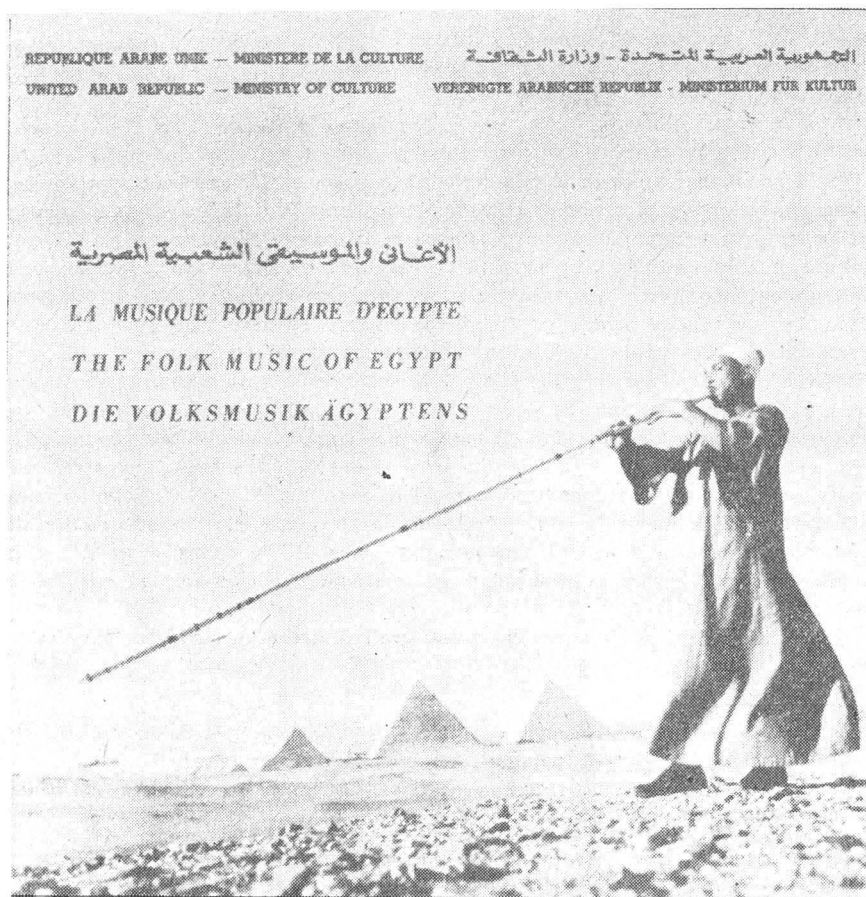 REPUBLIQUE ARABE UNIE — MINISTERE DE LA CULTURE
الجمهورية العربية المتحدة - وزارة الثقافة
UNITED ARAB REPUBLIC — MINISTRY OF CULTURE
VEREINIGTE ARABISCHE REPUBLIK - MINISTERIUM FÜR KULTUR
الأغانى والموسيقى الشعبية المصرية
LA MUSIQUE POPULAIRE D'EGYPTE
THE FOLK MUSIC OF EGYPT
DIE VOLKSMUSIK ÄGYPTENS